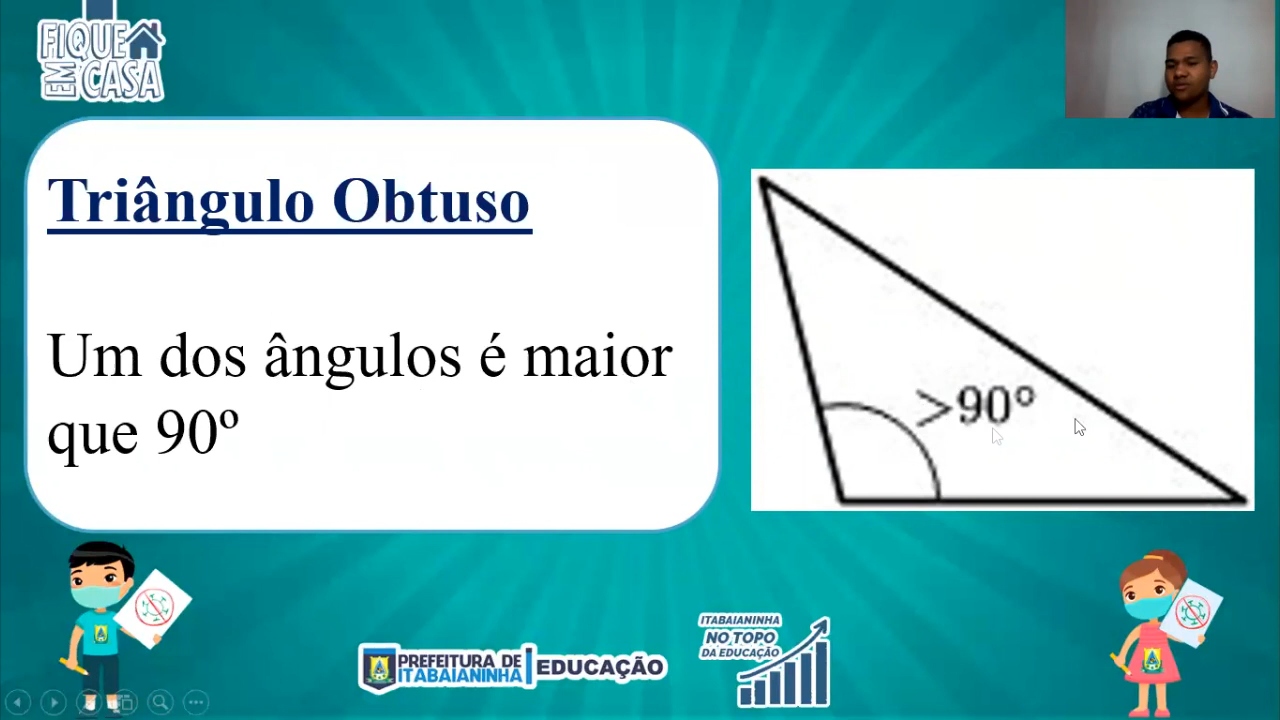 FIQUE
EM CASA
Triângulo Obtuso
Um dos ângulos é maior
que 90º
>90°
PREFEITURA DE
ITABAIANINHA
EDUCAÇÃO
ITABAIANINHA
NO TOPO
DA EDUCAÇÃO